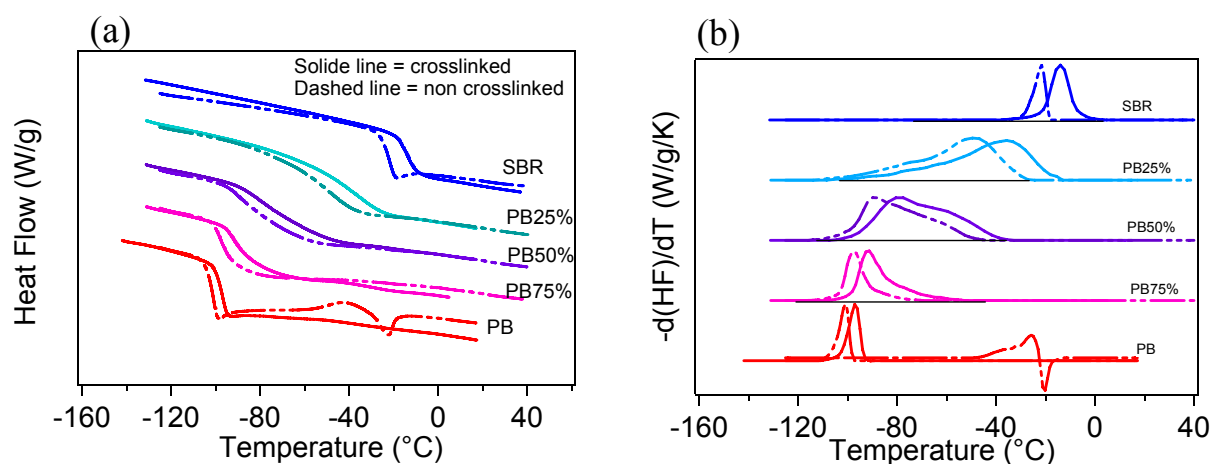 (a)
Solide line = crosslinked
Dashed line = non crosslinked
Heat Flow (W/g)
SBR
PB25%
PB50%
PB75%
PB
-160 -120 -80 -40 0 40
Temperature (°C)
(b)
-d(HF)/dT (W/g/K)
SBR
PB25%
PB50%
PB75%
PB
-160 -120 -80 -40 0 40
Temperature (°C)